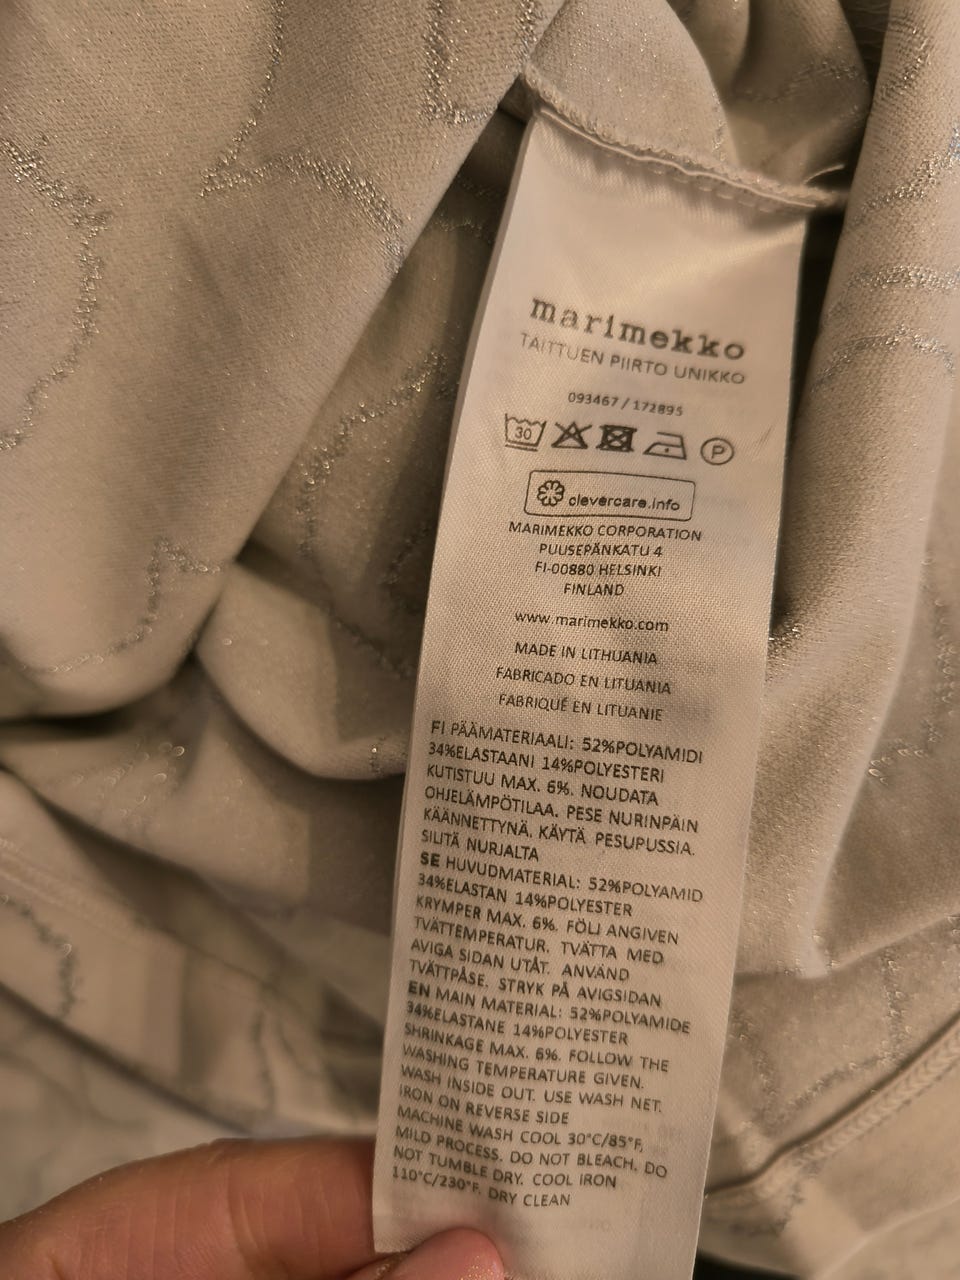 marimekko
TAITTUEN PIIRTO UNIKKO
093467 / 172895
30 P
clevercare.info
MARIMEKKO CORPORATION
PUUSEPÄNKATU 4
FI-00880 HELSINKI
FINLAND
www.marimekko.com
MADE IN LITHUANIA
FABRICADO EN LITUANIA
FABRIQUÉ EN LITUANIE
FI PÄÄMATERIAALI: 52%POLYAMIDI
34%ELASTAANI 14%POLYESTERI
KUTISTUU MAX. 6%. NOUDATA
OHJELÄMPÖTILAA. PESE NURINPÄIN
KÄÄNNETTYNÄ. KÄYTÄ PESUPUSSIA.
SILITÄ NURJALTA
SE HUVUDMATERIAL: 52%POLYAMID
34%ELASTAN 14%POLYESTER
KRYMPER MAX. 6%. FÖLJ ANGIVEN
TVÄTTEMPERATUR. TVÄTTA MED
AVIGA SIDAN UTÅT. ANVÄND
TVÄTTPÅSE. STRYK PÅ AVIGSIDAN
EN MAIN MATERIAL: 52%POLYAMIDE
34%ELASTANE 14%POLYESTER
SHRINKAGE MAX. 6%. FOLLOW THE
WASHING TEMPERATURE GIVEN.
WASH INSIDE OUT. USE WASH NET.
IRON ON REVERSE SIDE
MACHINE WASH COOL 30°C/85°F,
MILD PROCESS. DO NOT BLEACH. DO
NOT TUMBLE DRY. COOL IRON
110°C/230°F. DRY CLEAN